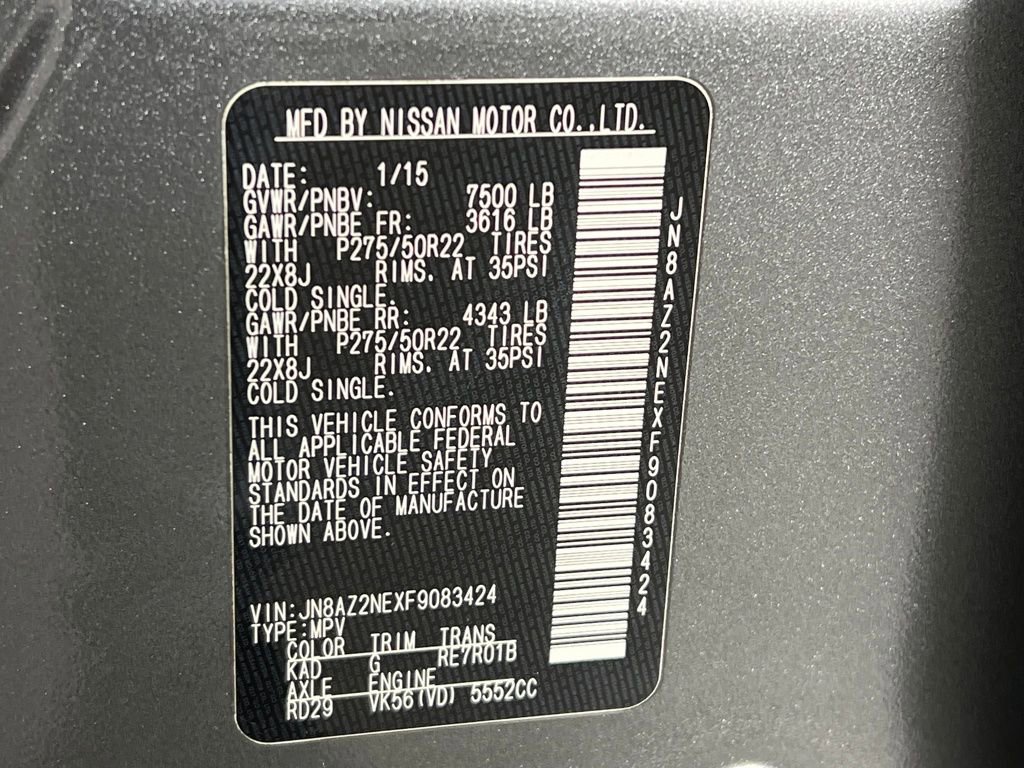 MFD BY NISSAN MOTOR CO.,LTD.
DATE: 1/15
GVWR/PNBV: 7500 LB
GAWR/PNBE FR: 3616 LB
WITH P275/50R22 TIRES
22X8J RIMS. AT 35PSI
COLD SINGLE.
GAWR/PNBE RR: 4343 LB
WITH P275/50R22 TIRES
22X8J RIMS. AT 35PSI
COLD SINGLE.
THIS VEHICLE CONFORMS TO
ALL APPLICABLE FEDERAL
MOTOR VEHICLE SAFETY
STANDARDS IN EFFECT ON
THE DATE OF MANUFACTURE
SHOWN ABOVE.
VIN:JN8AZ2NEXF9083424
TYPE:MPV
COLOR TRIM TRANS
KAD G RE7R01B
AXLE ENGINE
RD29 VK56(VD) 5552CC
JN8AZ2NEXF9083424